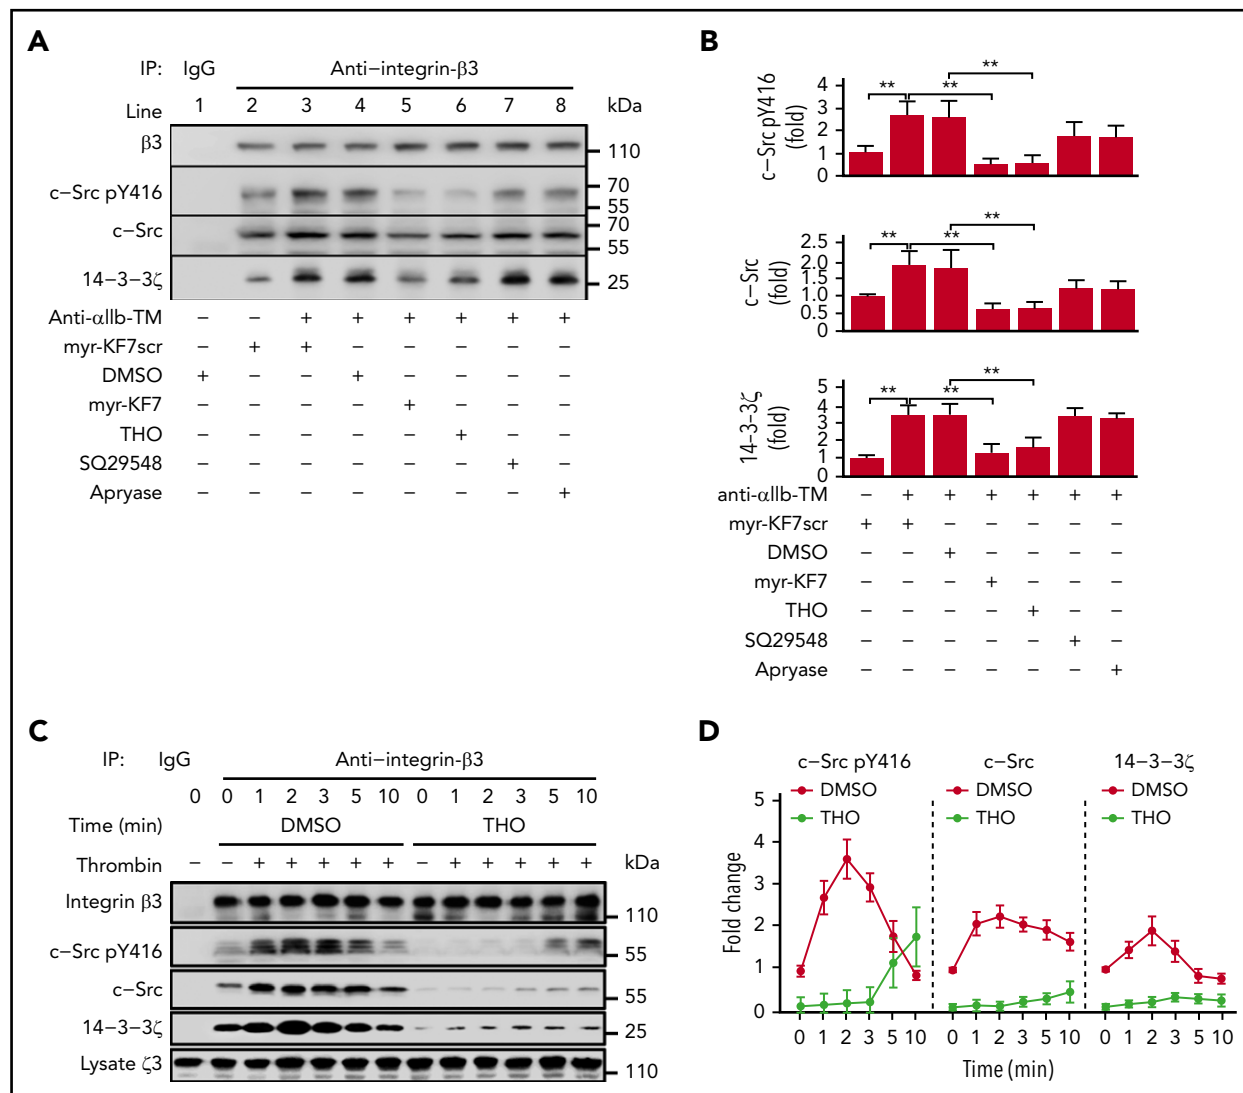 A
IP: IgG Anti–integrin-β3
Line 1 2 3 4 5 6 7 8 kDa
β3
110
c–Src pY416
70
55
c–Src
70
55
14–3–3ζ
25
Anti-αllb-TM – – + + + + + +
myr-KF7scr – + + – – – – –
DMSO + – – + – – – –
myr-KF7 – – – – + – – –
THO – – – – – + – –
SQ29548 – – – – – – + –
Apryase – – – – – – – +
B
c–Src pY416
(fold)
4
3
2
1
0
** ** **
c–Src
(fold)
2.5
2.0
1.5
1.0
0.5
0
** ** **
14–3–3ζ
(fold)
5
4
3
2
1
0
** ** **
anti-αllb-TM – + + + + + +
myr-KF7scr + + – – – – –
DMSO – – + – – – –
myr-KF7 – – – + – – –
THO – – – – + – –
SQ29548 – – – – – + –
Apryase – – – – – – +
C
IP: IgG Anti–integrin-β3
0 0 1 2 3 5 10 0 1 2 3 5 10
Time (min) DMSO THO
Thrombin – – + + + + + – + + + + + kDa
Integrin β3
110
c–Src pY416
55
c–Src
55
14–3–3ζ
25
Lysate ζ3
110
D
c–Src pY416 c–Src 14–3–3ζ
DMSO DMSO DMSO
THO THO THO
Fold change
5
4
3
2
1
0
0 1 2 3 5 10 0 1 2 3 5 10 0 1 2 3 5 10
Time (min)